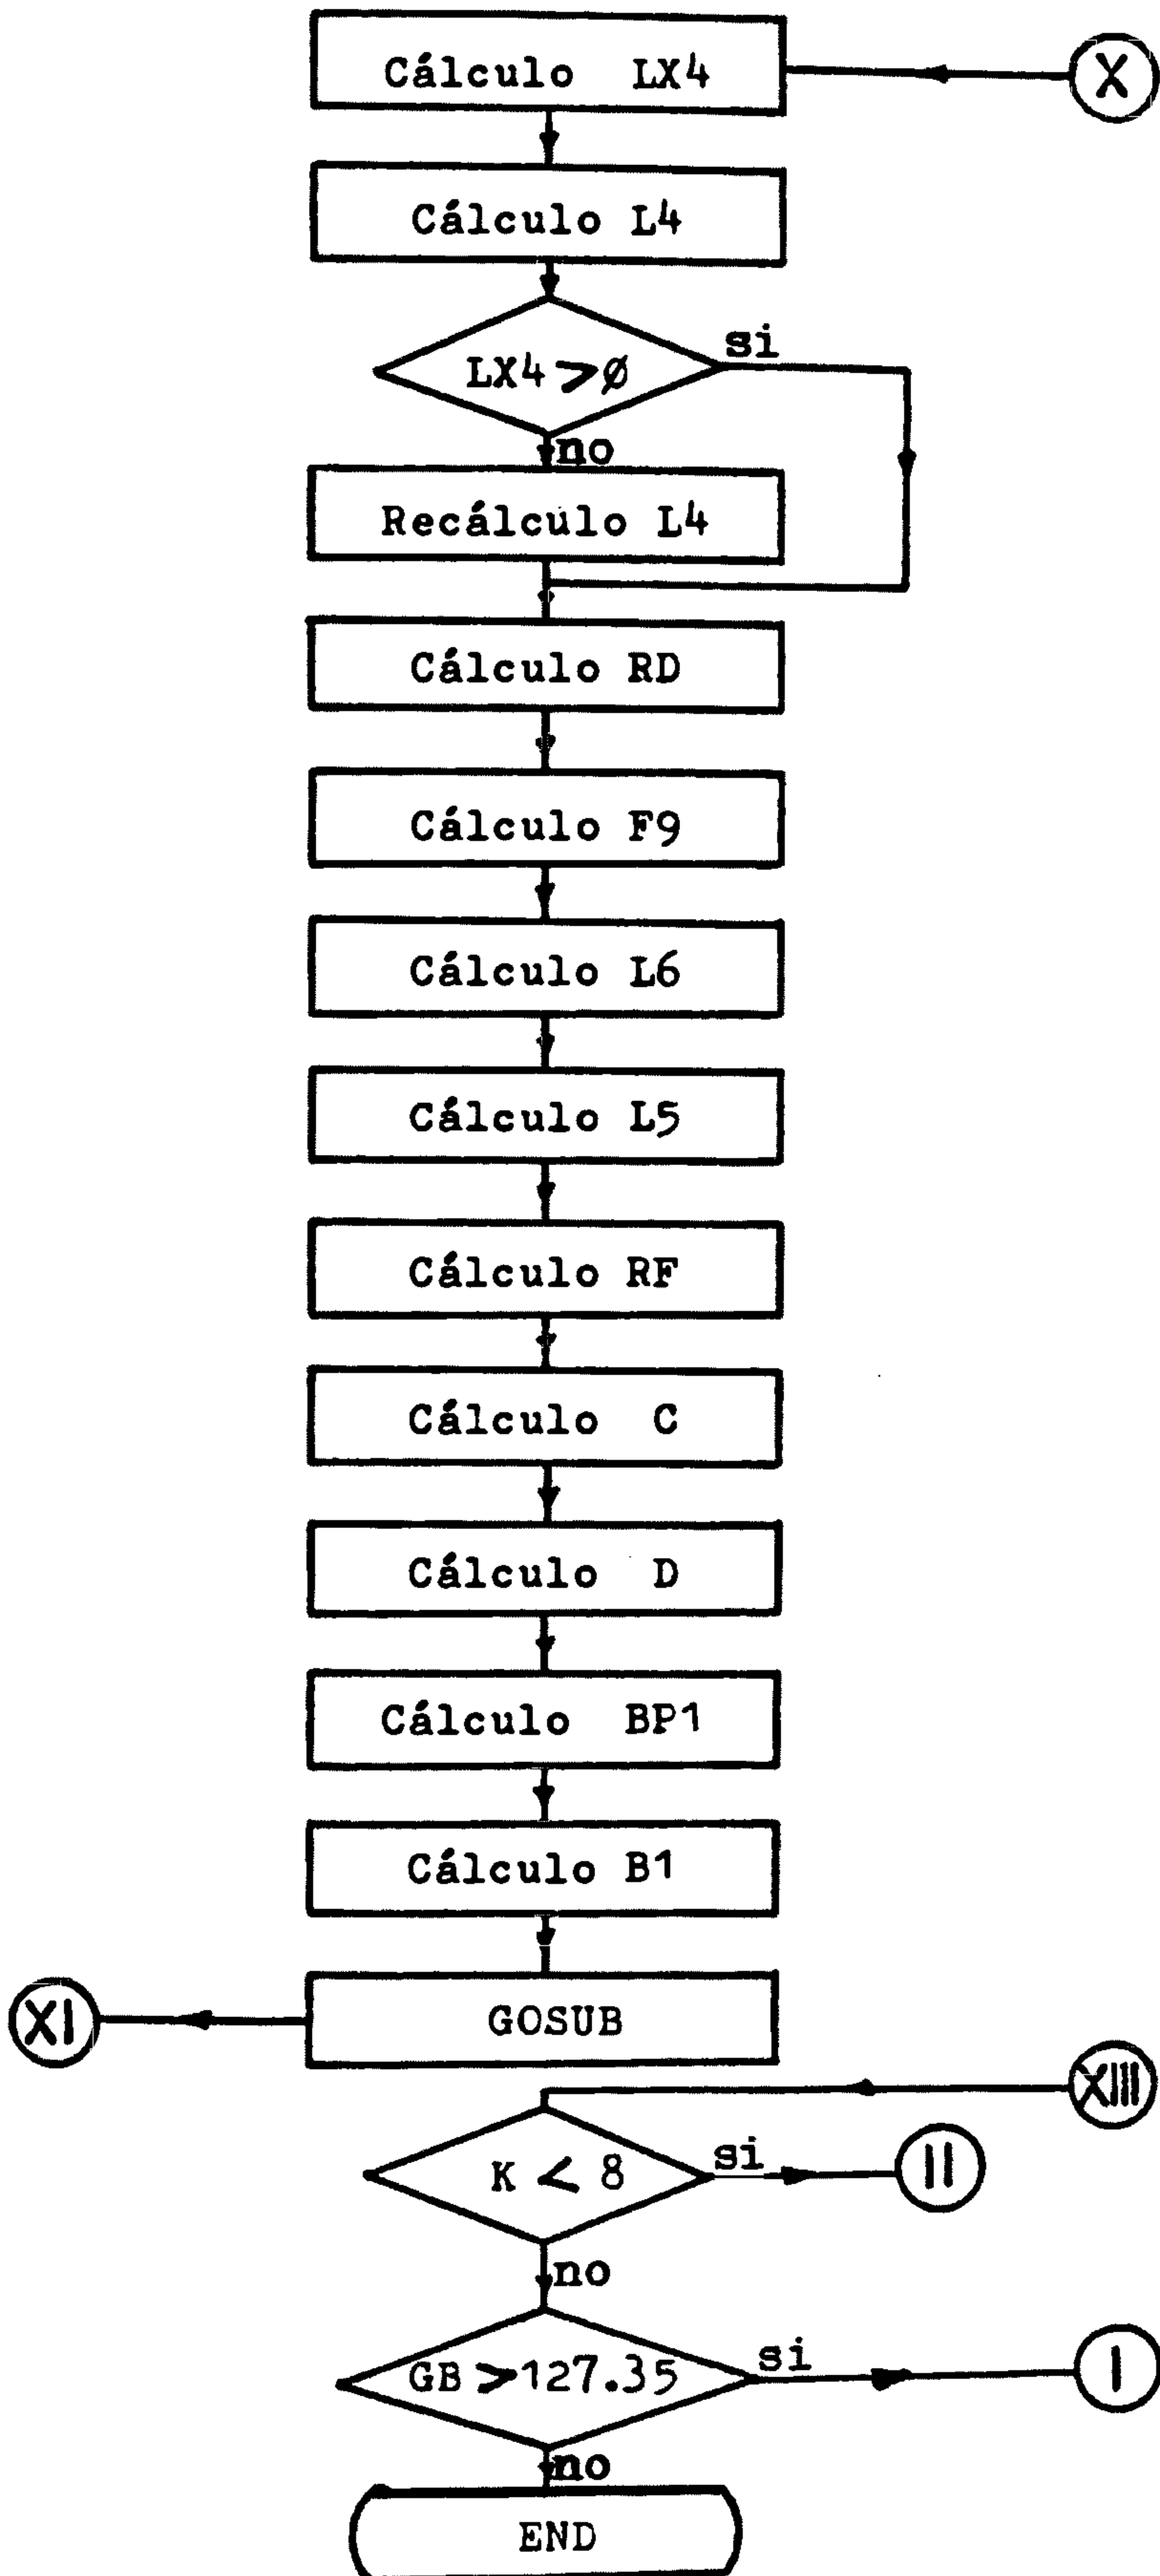 Cálculo LX4
X
Cálculo L4
LX4 >Ø
si
no
Recálculo L4
Cálculo RD
Cálculo F9
Cálculo L6
Cálculo L5
Cálculo RF
Cálculo C
Cálculo D
Cálculo BP1
Cálculo B1
GOSUB
XI
XIII
K < 8
si
II
no
GB >127.35
si
I
no
END